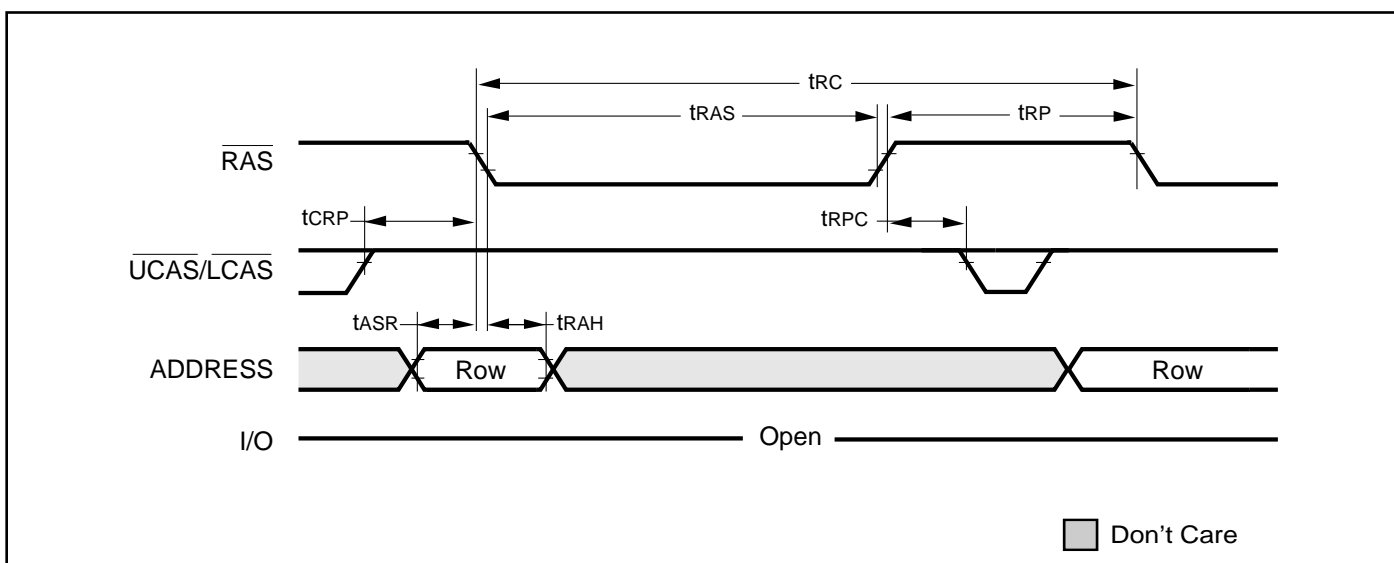 tRC
tRAS
tRP
RAS
tCRP
tRPC
UCAS/LCAS
tASR
tRAH
ADDRESS
Row
Row
I/O
Open
Don't Care